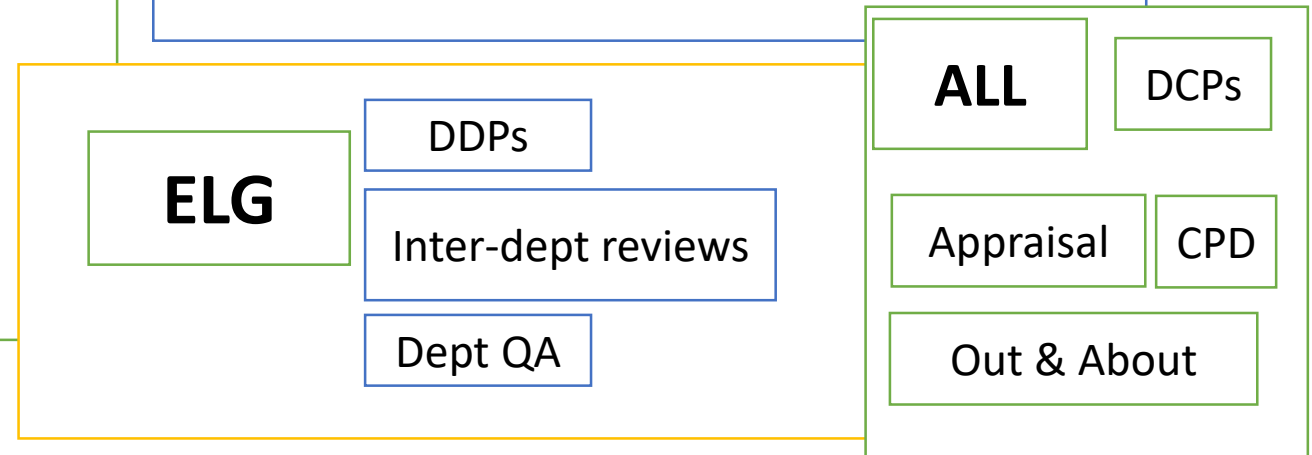 ELG
DDPs
Inter-dept reviews
Dept QA
ALL
DCPs
Appraisal
CPD
Out & About